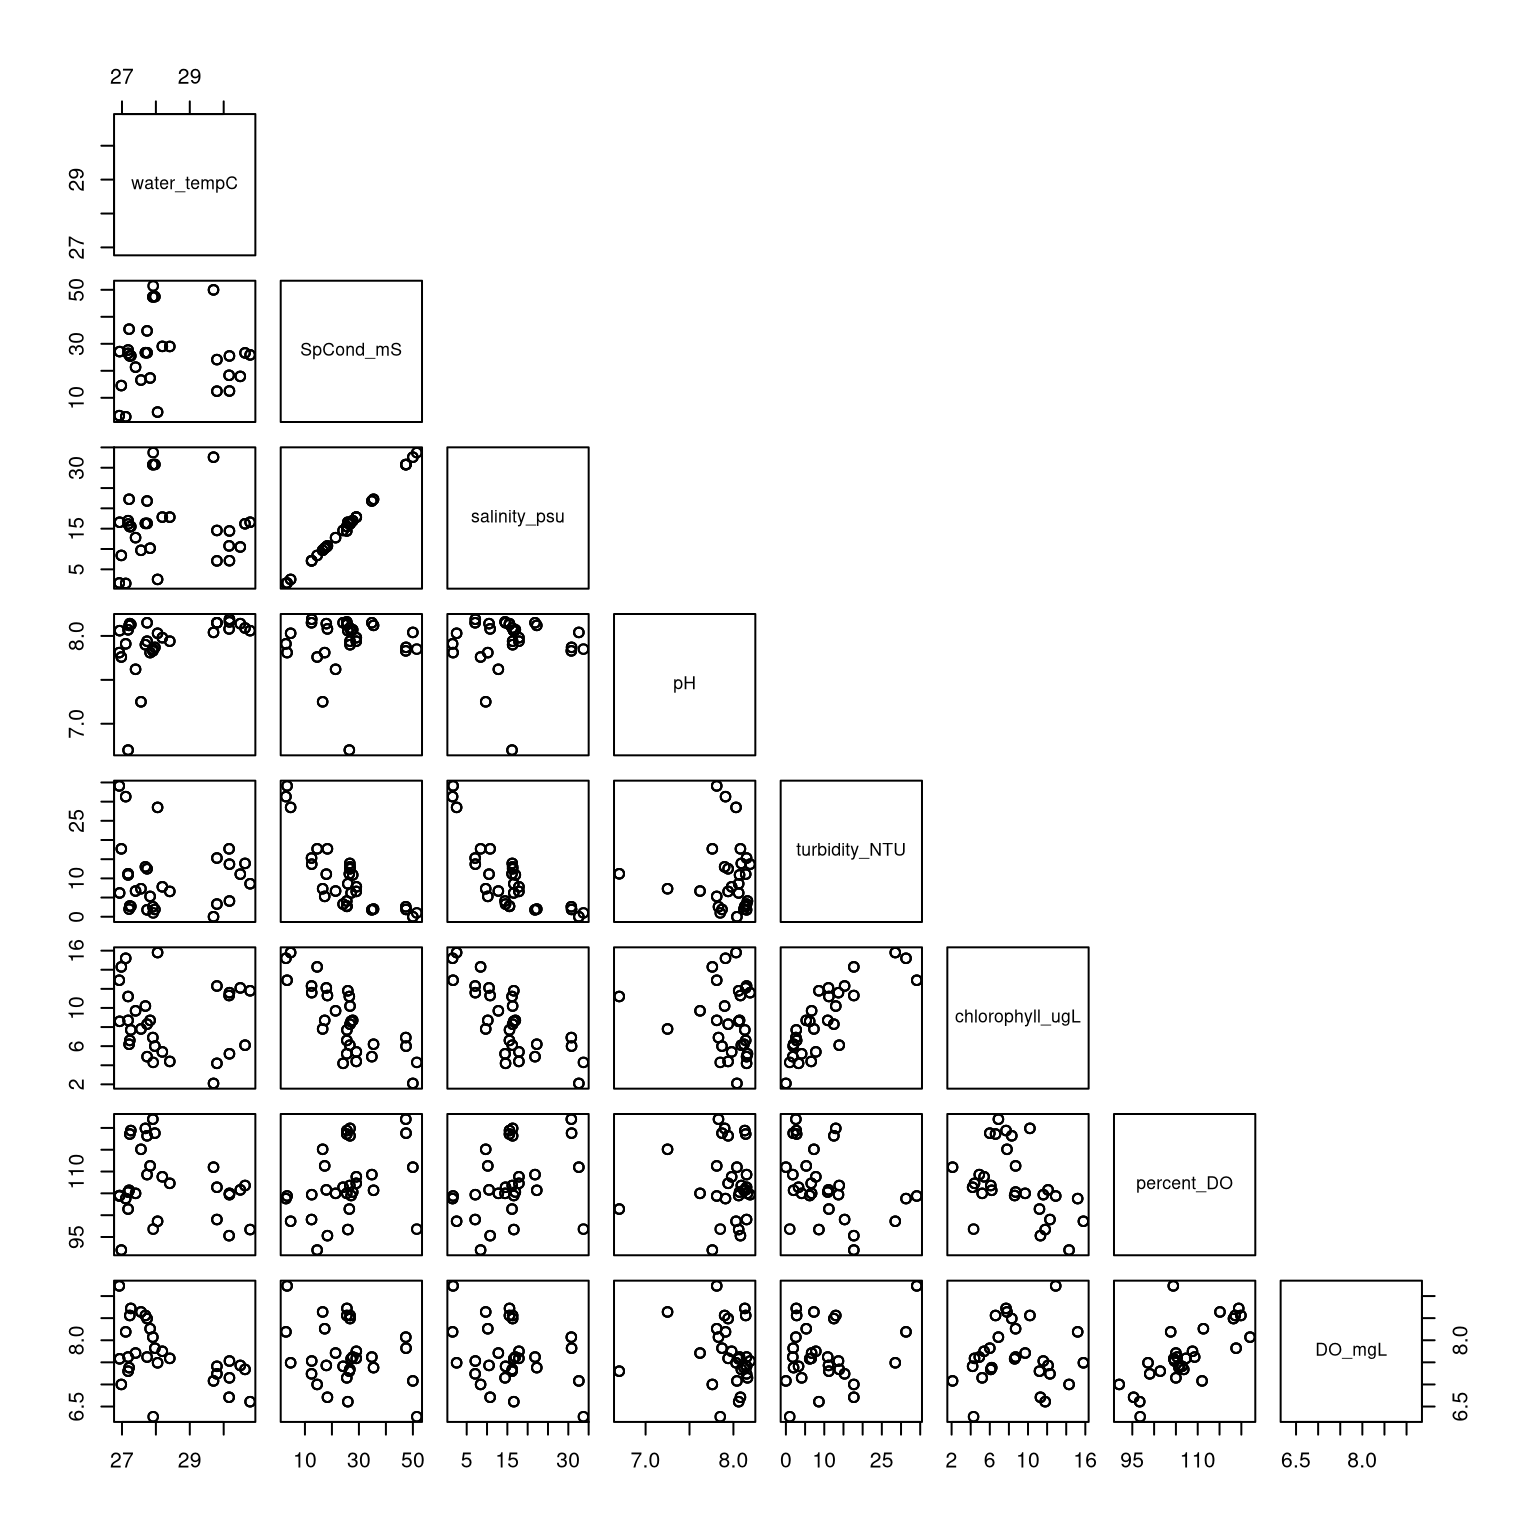 27 29
water_tempC
29
27
SpCond_mS
50
30
10
salinity_psu
30
15
5
pH
8.0
7.0
turbidity_NTU
25
10
0
chlorophyll_ugL
16
10
6
2
percent_DO
110
95
DO_mgL
8.0
6.5
8.0
6.5
27 29 10 30 50 5 15 30 7.0 8.0 0 10 25 2 6 10 16 95 110 6.5 8.0